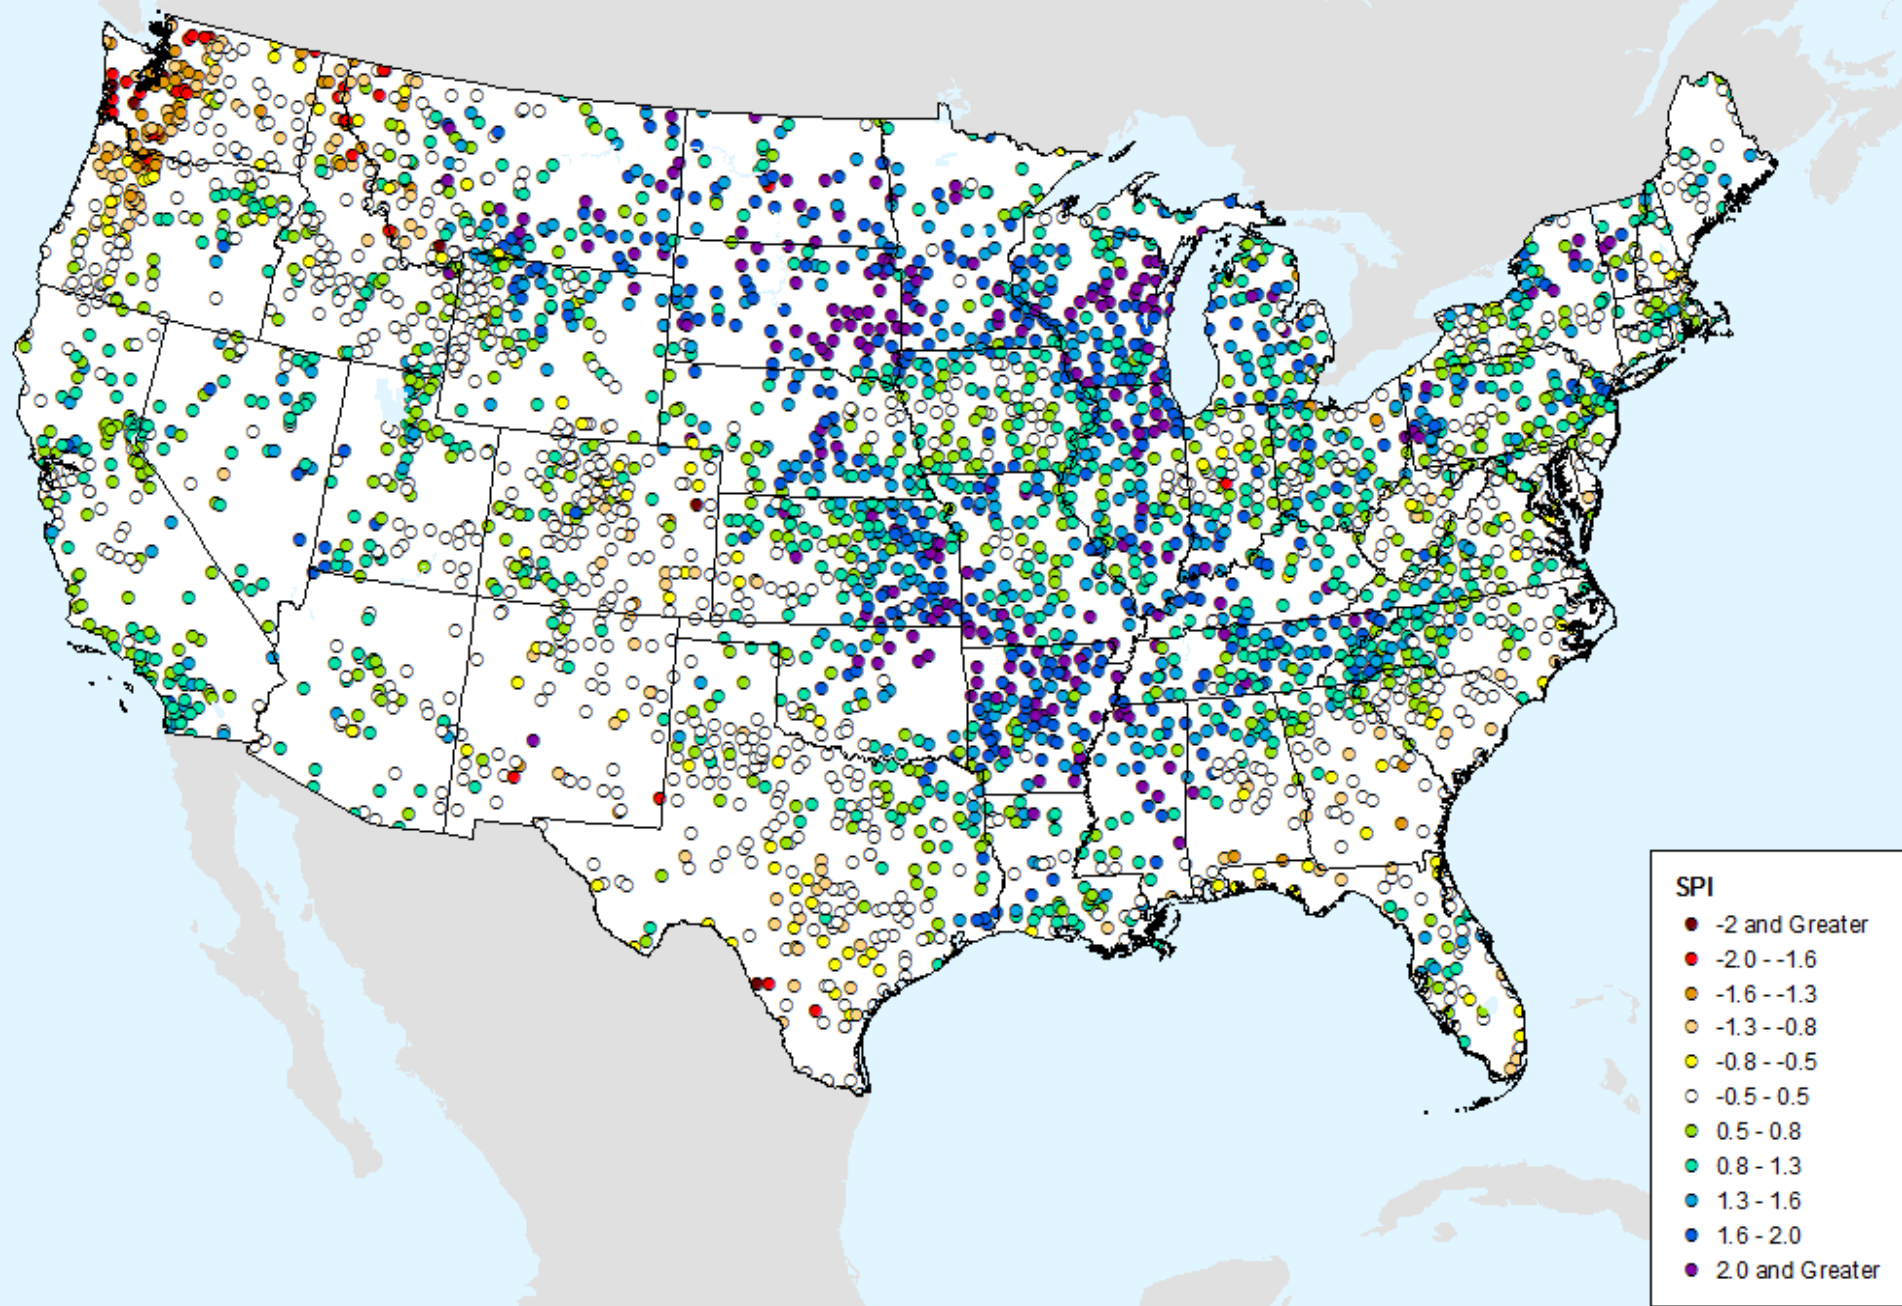 SPI
-2 and Greater
-2.0 - -1.6
-1.6 - -1.3
-1.3 - -0.8
-0.8 - -0.5
-0.5 - 0.5
0.5 - 0.8
0.8 - 1.3
1.3 - 1.6
1.6 - 2.0
2.0 and Greater